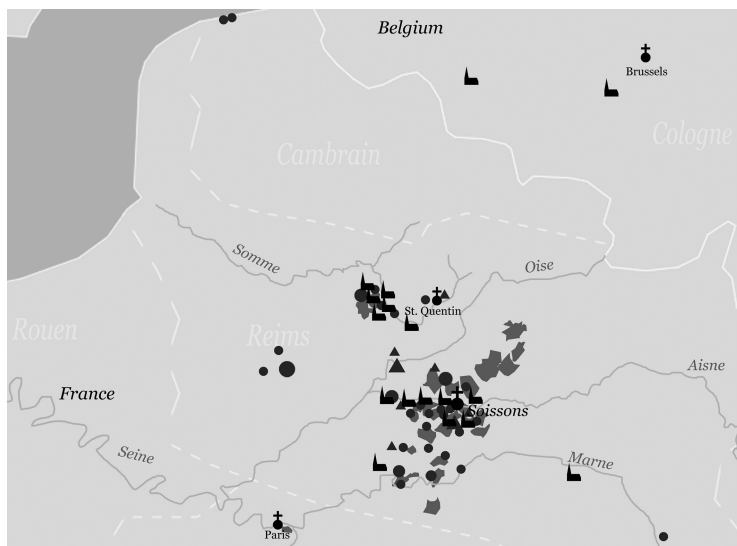 Belgium
Brussels
Cologne
Cambrain
Somme
Oise
St. Quentin
Rouen
Reims
Aisne
France
Soissons
Seine
Marne
Paris